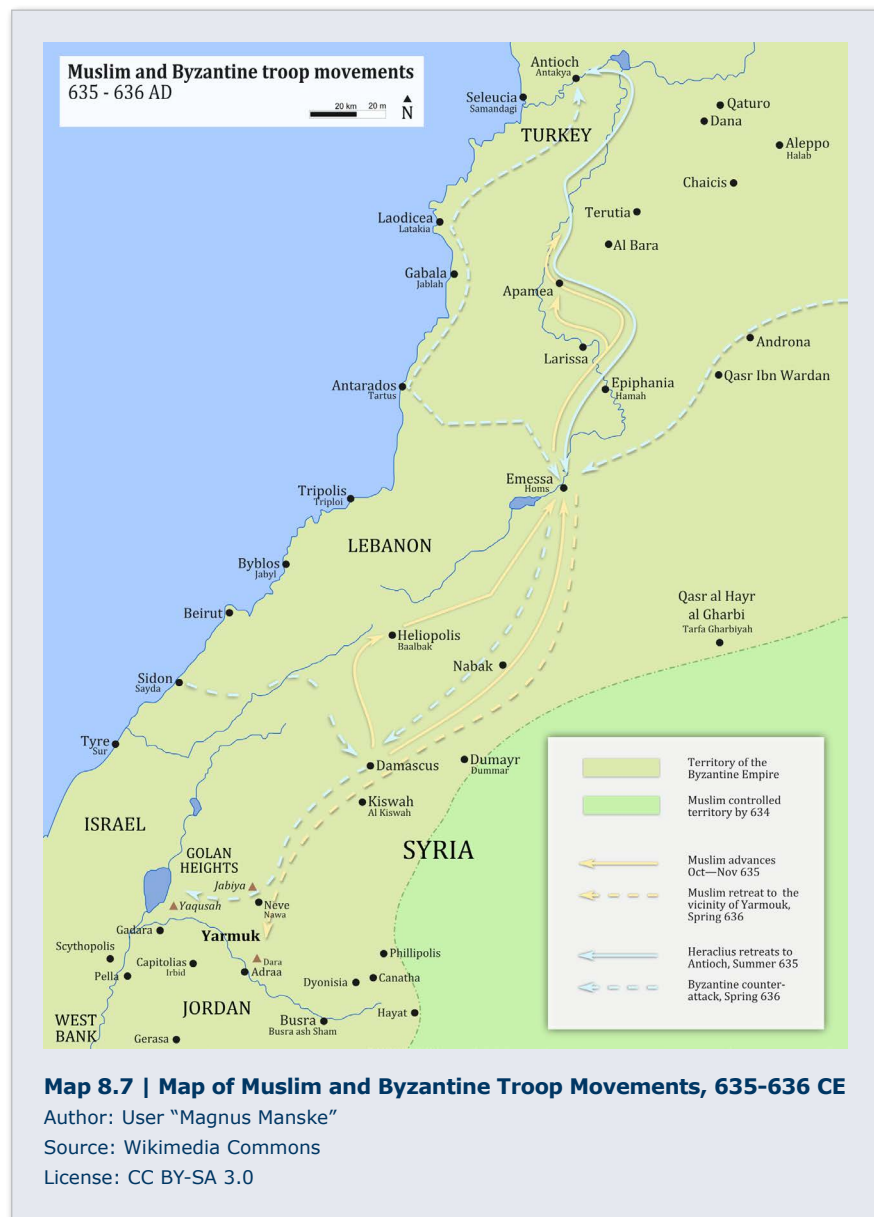 Muslim and Byzantine troop movements
635 - 636 AD
20 km 20 m
N
Antioch
Antakya
Seleucia
Samandagi
TURKEY
Qaturo
Dana
Aleppo
Halab
Chaicis
Laodicea
Latakia
Terutia
Al Bara
Gabala
Jablah
Apamea
Androna
Larissa
Qasr Ibn Wardan
Antarados
Tartus
Epiphania
Hamah
Emessa
Homs
Tripolis
Triploi
LEBANON
Byblos
Jabyl
Beirut
Qasr al Hayr
al Gharbi
Tarfa Gharbiyah
Heliopolis
Baalbak
Nabak
Sidon
Sayda
Tyre
Sur
Damascus
Dumayr
Dummar
Kiswah
Al Kiswah
ISRAEL
SYRIA
GOLAN
HEIGHTS
Jabiya
Yaqusah
Neve
Nawa
Gadara
Yarmuk
Scythopolis
Capitolias
Irbid
Dara
Adraa
Phillipolis
Pella
Dyonisia
Canatha
JORDAN
WEST
BANK
Busra
Busra ash Sham
Hayat
Gerasa
Territory of the
Byzantine Empire
Muslim controlled
territory by 634
Muslim advances
Oct—Nov 635
Muslim retreat to the
vicinity of Yarmouk,
Spring 636
Heraclius retreats to
Antioch, Summer 635
Byzantine counter-
attack, Spring 636
Map 8.7 | Map of Muslim and Byzantine Troop Movements, 635-636 CE
Author: User “Magnus Manske”
Source: Wikimedia Commons
License: CC BY-SA 3.0